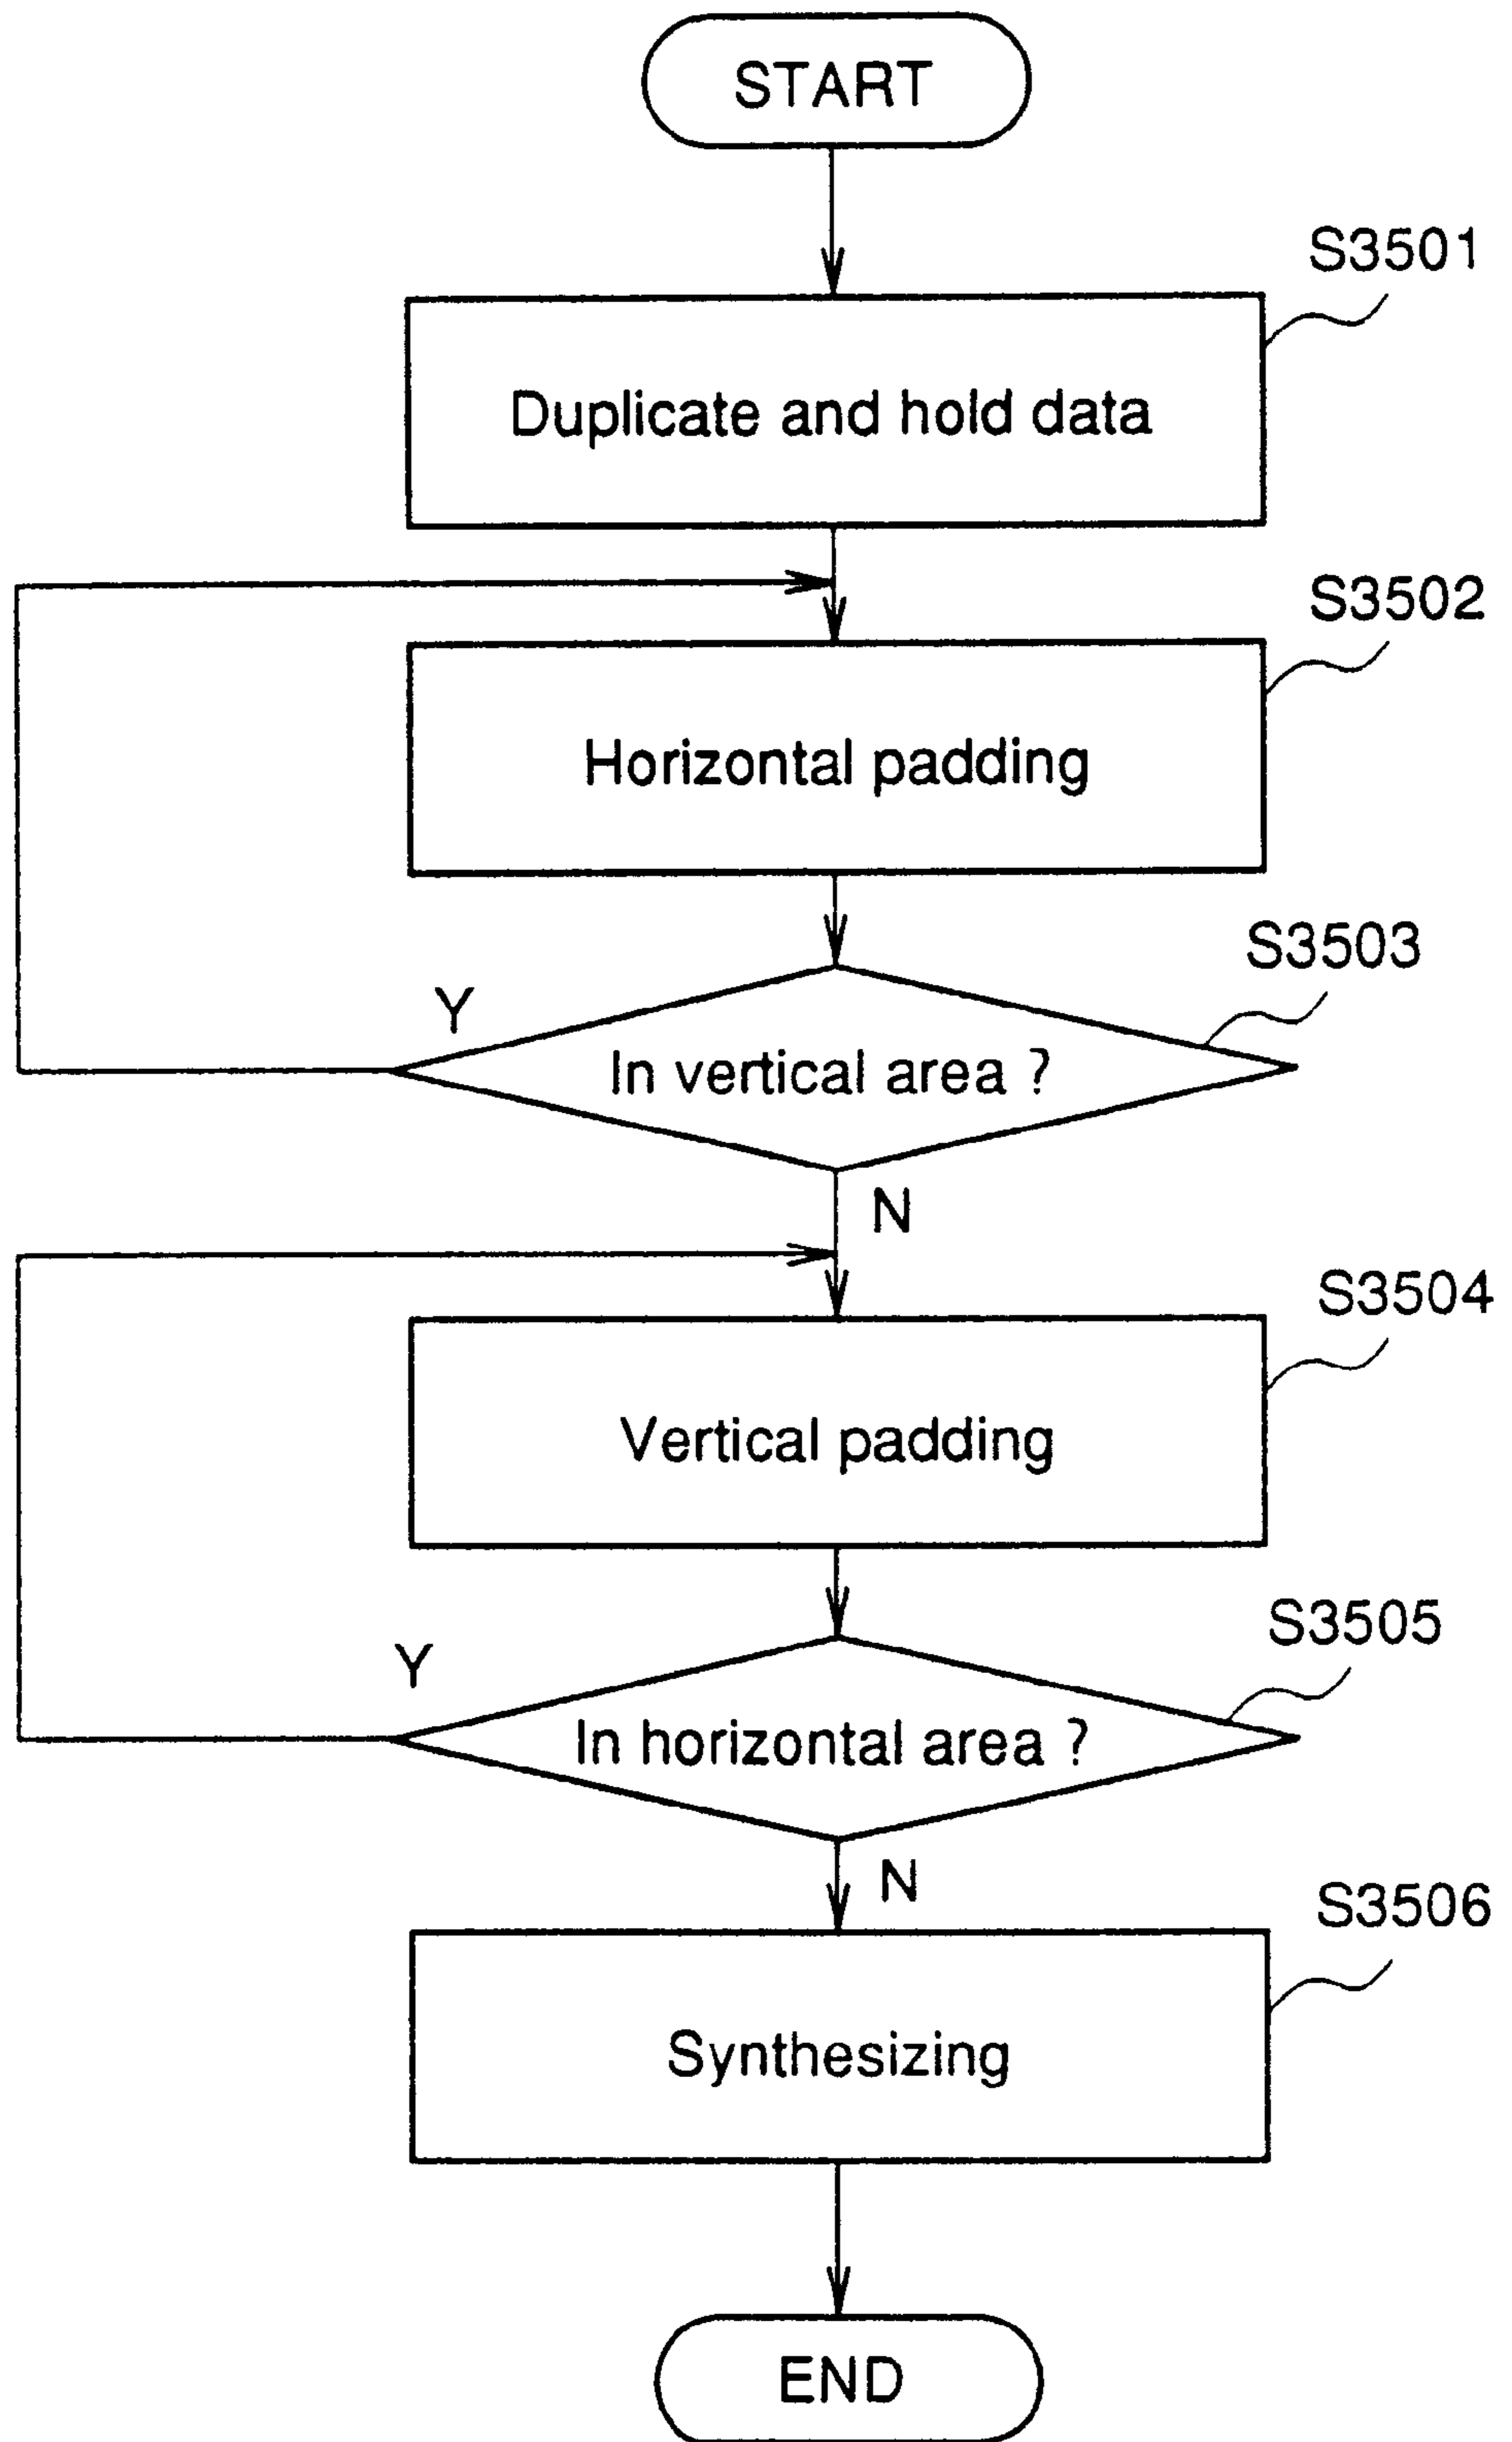 START
S3501
Duplicate and hold data
S3502
Horizontal padding
S3503
Y
In vertical area ?
N
S3504
Vertical padding
S3505
Y
In horizontal area ?
N
S3506
Synthesizing
END